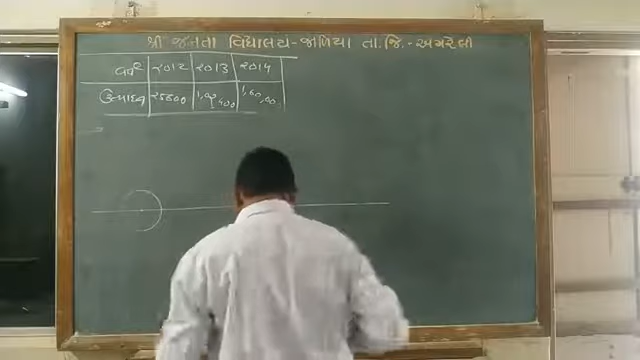 શ્રી જનતા વિદ્યાલય-જાળિયા તા.જિ.- અમરેલી
વર્ષ ૨૦૧૨ ૨૦૧૩ ૨૦૧૪
ઉત્પાદન